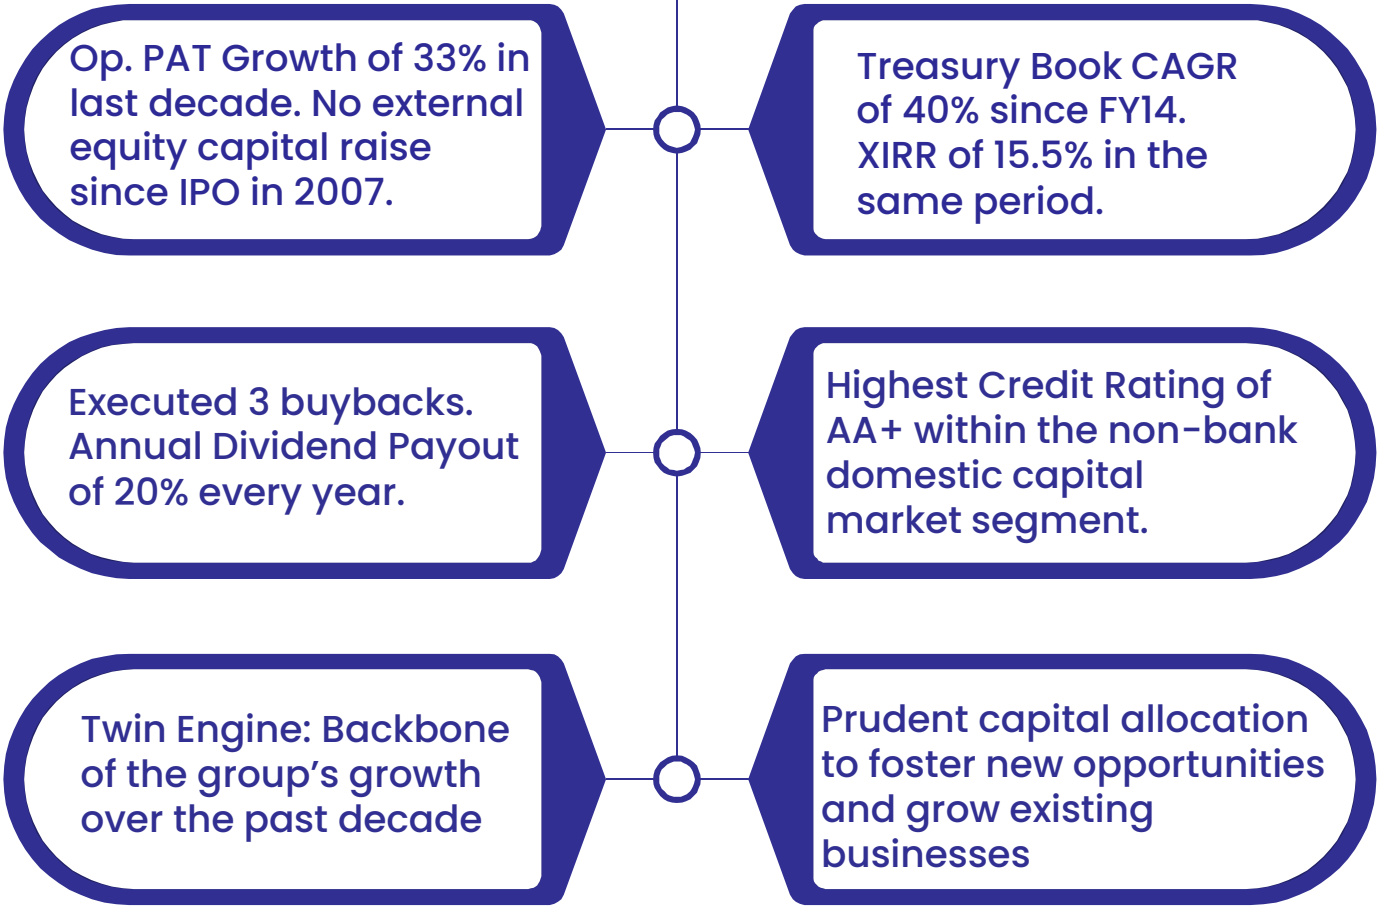 Op. PAT Growth of 33% in
last decade. No external
equity capital raise
since IPO in 2007.
Treasury Book CAGR
of 40% since FY14.
XIRR of 15.5% in the
same period.
Executed 3 buybacks.
Annual Dividend Payout
of 20% every year.
Highest Credit Rating of
AA+ within the non-bank
domestic capital
market segment.
Twin Engine: Backbone
of the group’s growth
over the past decade
Prudent capital allocation
to foster new opportunities
and grow existing
businesses